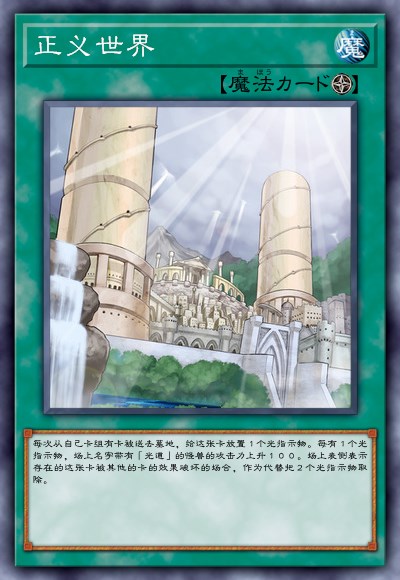 正义世界
魔
【魔法カード】
まほう
每次从自己卡组有卡被送去墓地，给这张卡放置１个光指示物。每有１个光
指示物，场上名字带有「光道」的怪兽的攻击力上升１００。场上表侧表示
存在的这张卡被其他的卡的效果破坏的场合，作为代替把２个光指示物取
除。